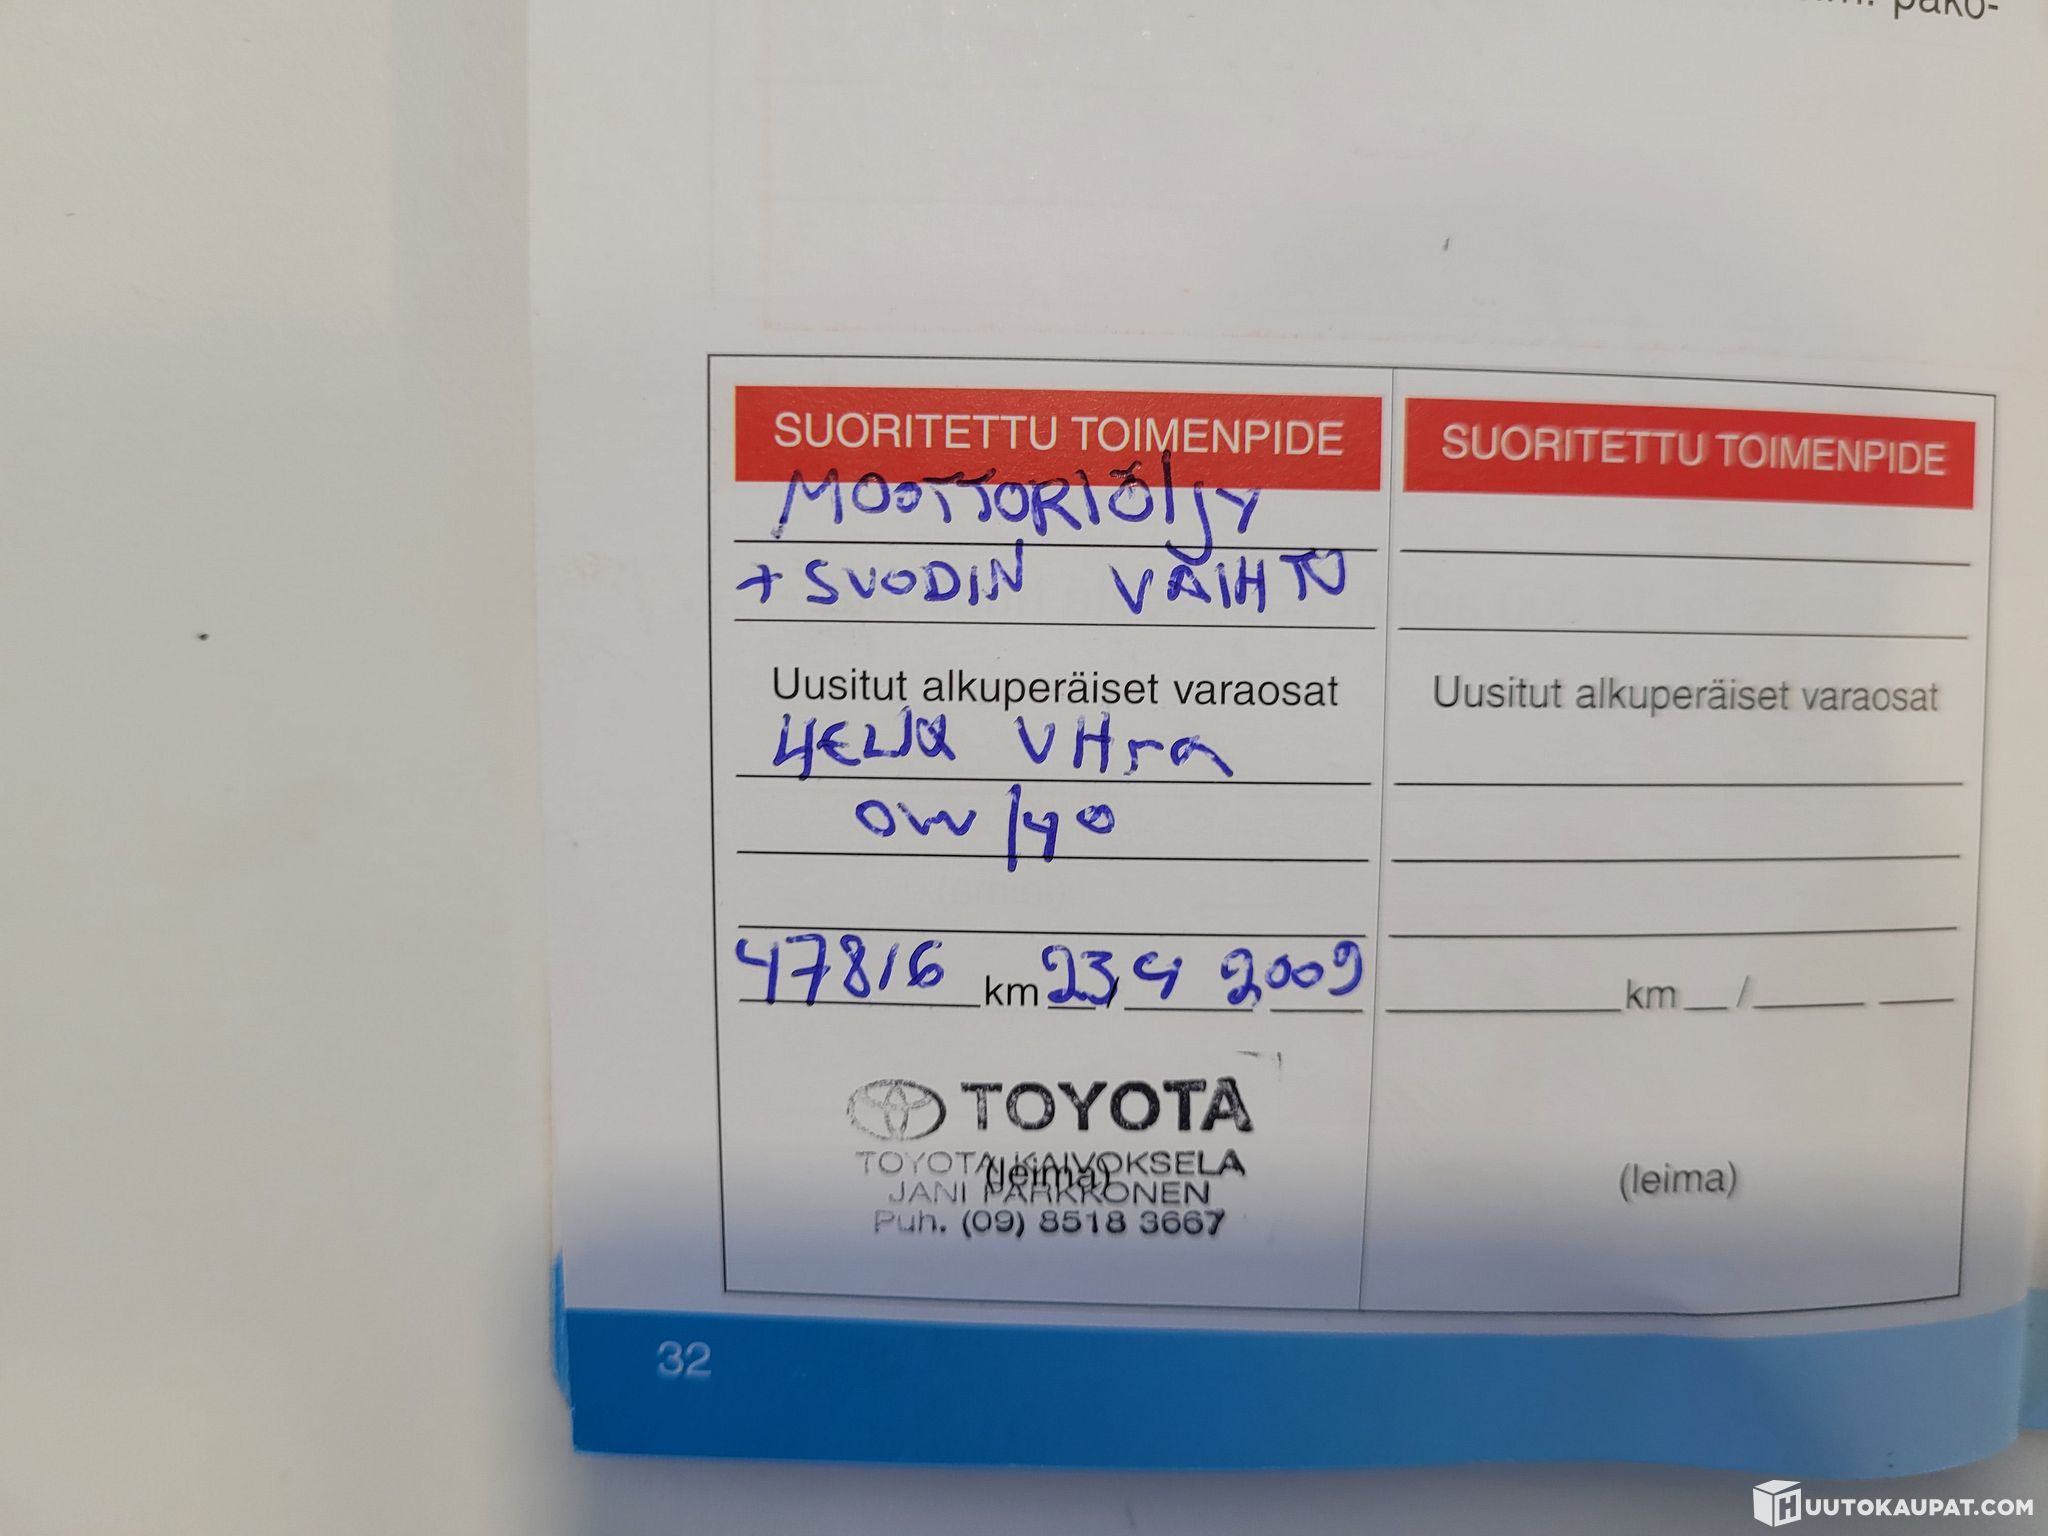 pako-
SUORITETTU TOIMENPIDE
MOOTTORIÖljY
+ SUODIN VAIHTO
Uusitut alkuperäiset varaosat
0W/40
47816 km 23/4 2009
TOYOTA
TOYOTA KAIVOKSELA
(leima)
JANI PARKKONEN
Puh. (09) 8518 3667
SUORITETTU TOIMENPIDE
Uusitut alkuperäiset varaosat
km __ /
(leima)
32
HUUTOKAUPAT.COM